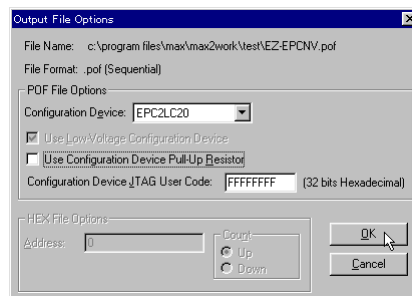 Output File Options
File Name: c:\program files\max\max2work\test\EZ-EPCNV.pof
File Format: .pof (Sequential)
POF File Options
Configuration Device: EPC2LC20
Use Low-Voltage Configuration Device
Use Configuration Device Pull-Up Resistor
Configuration Device JTAG User Code: FFFFFFFF (32 bits Hexadecimal)
HEX File Options
Address: 0
Count
Up
Down
OK
Cancel